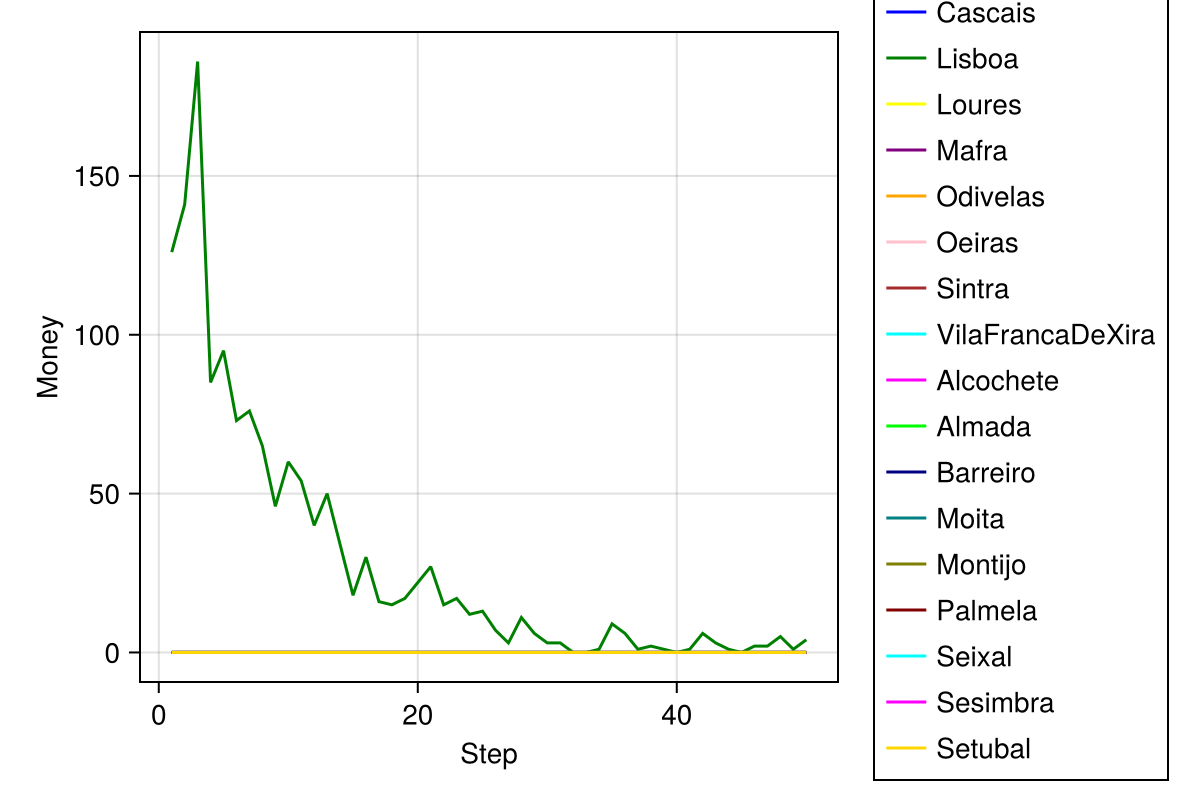 Money
150
100
50
0
0
20
40
Step
Cascais
Lisboa
Loures
Mafra
Odivelas
Oeiras
Sintra
VilaFrancaDeXira
Alcochete
Almada
Barreiro
Moita
Montijo
Palmela
Seixal
Sesimbra
Setubal